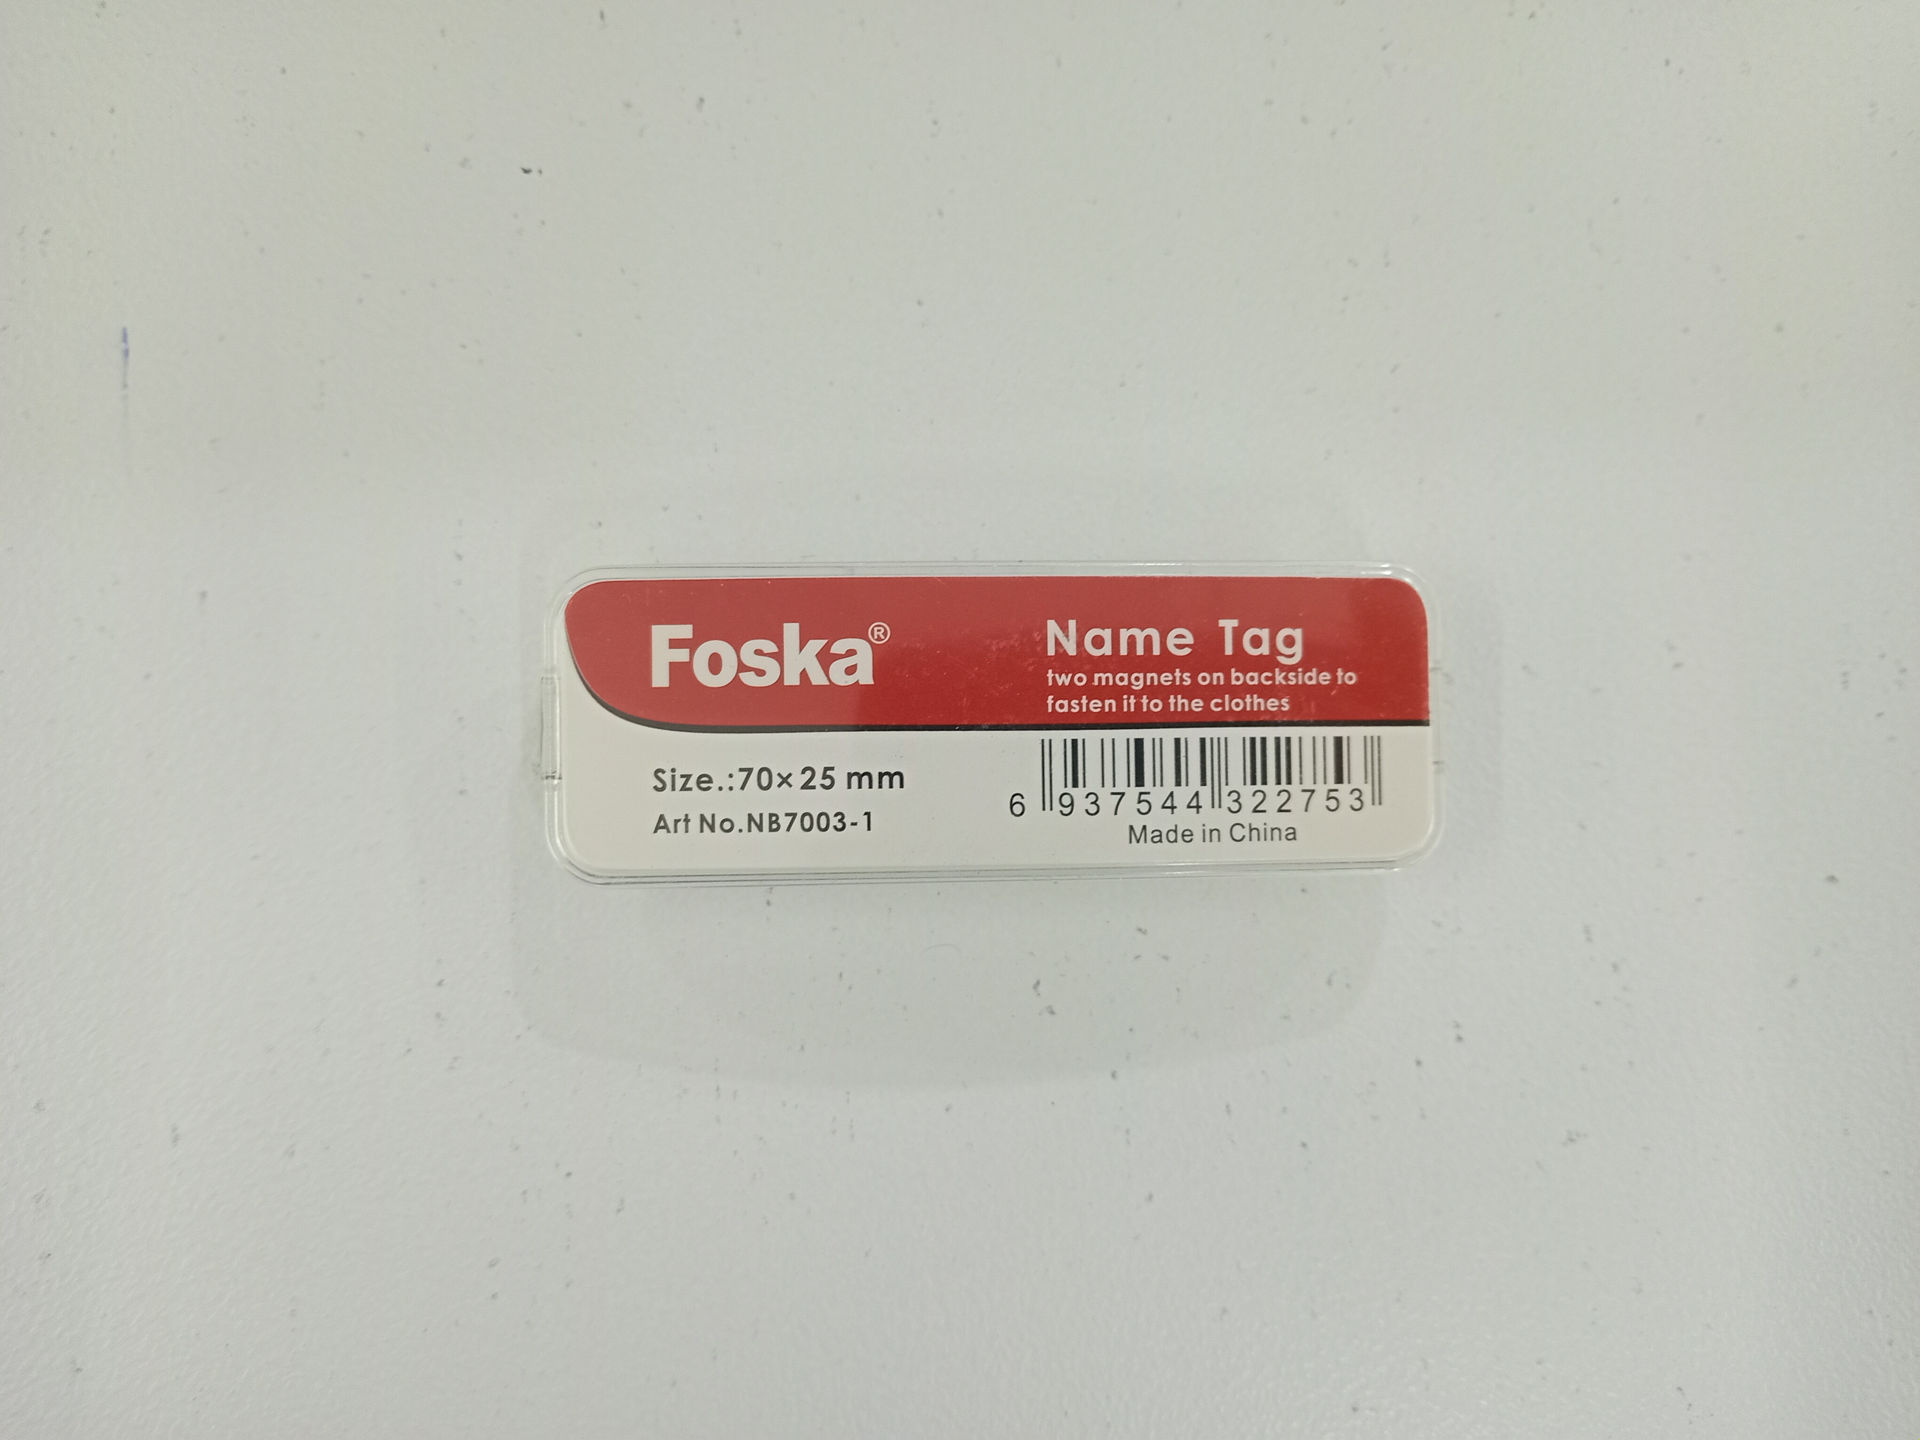 Foska®
Name Tag
two magnets on backside to
fasten it to the clothes
Size.:70×25 mm
Art No.NB7003-1
6 937544 322753
Made in China